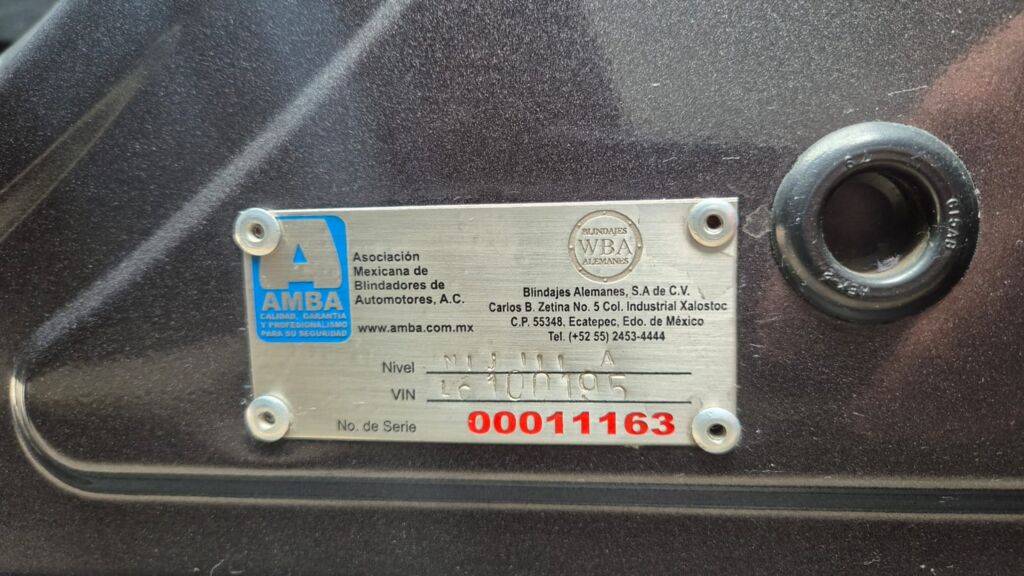 A
AMBA
CALIDAD, GARANTIA
Y PROFESIONALISMO
PARA SU SEGURIDAD
Asociación
Mexicana de
Blindadores de
Automotores, A.C.
www.amba.com.mx
BLINDAJES
WBA
ALEMANES
Blindajes Alemanes, S.A de C.V.
Carlos B. Zetina No. 5 Col. Industrial Xalostoc
C.P. 55348, Ecatepec, Edo. de México
Tel. (+52 55) 2453-4444
Nivel III A
VIN 100195
No. de Serie 00011163